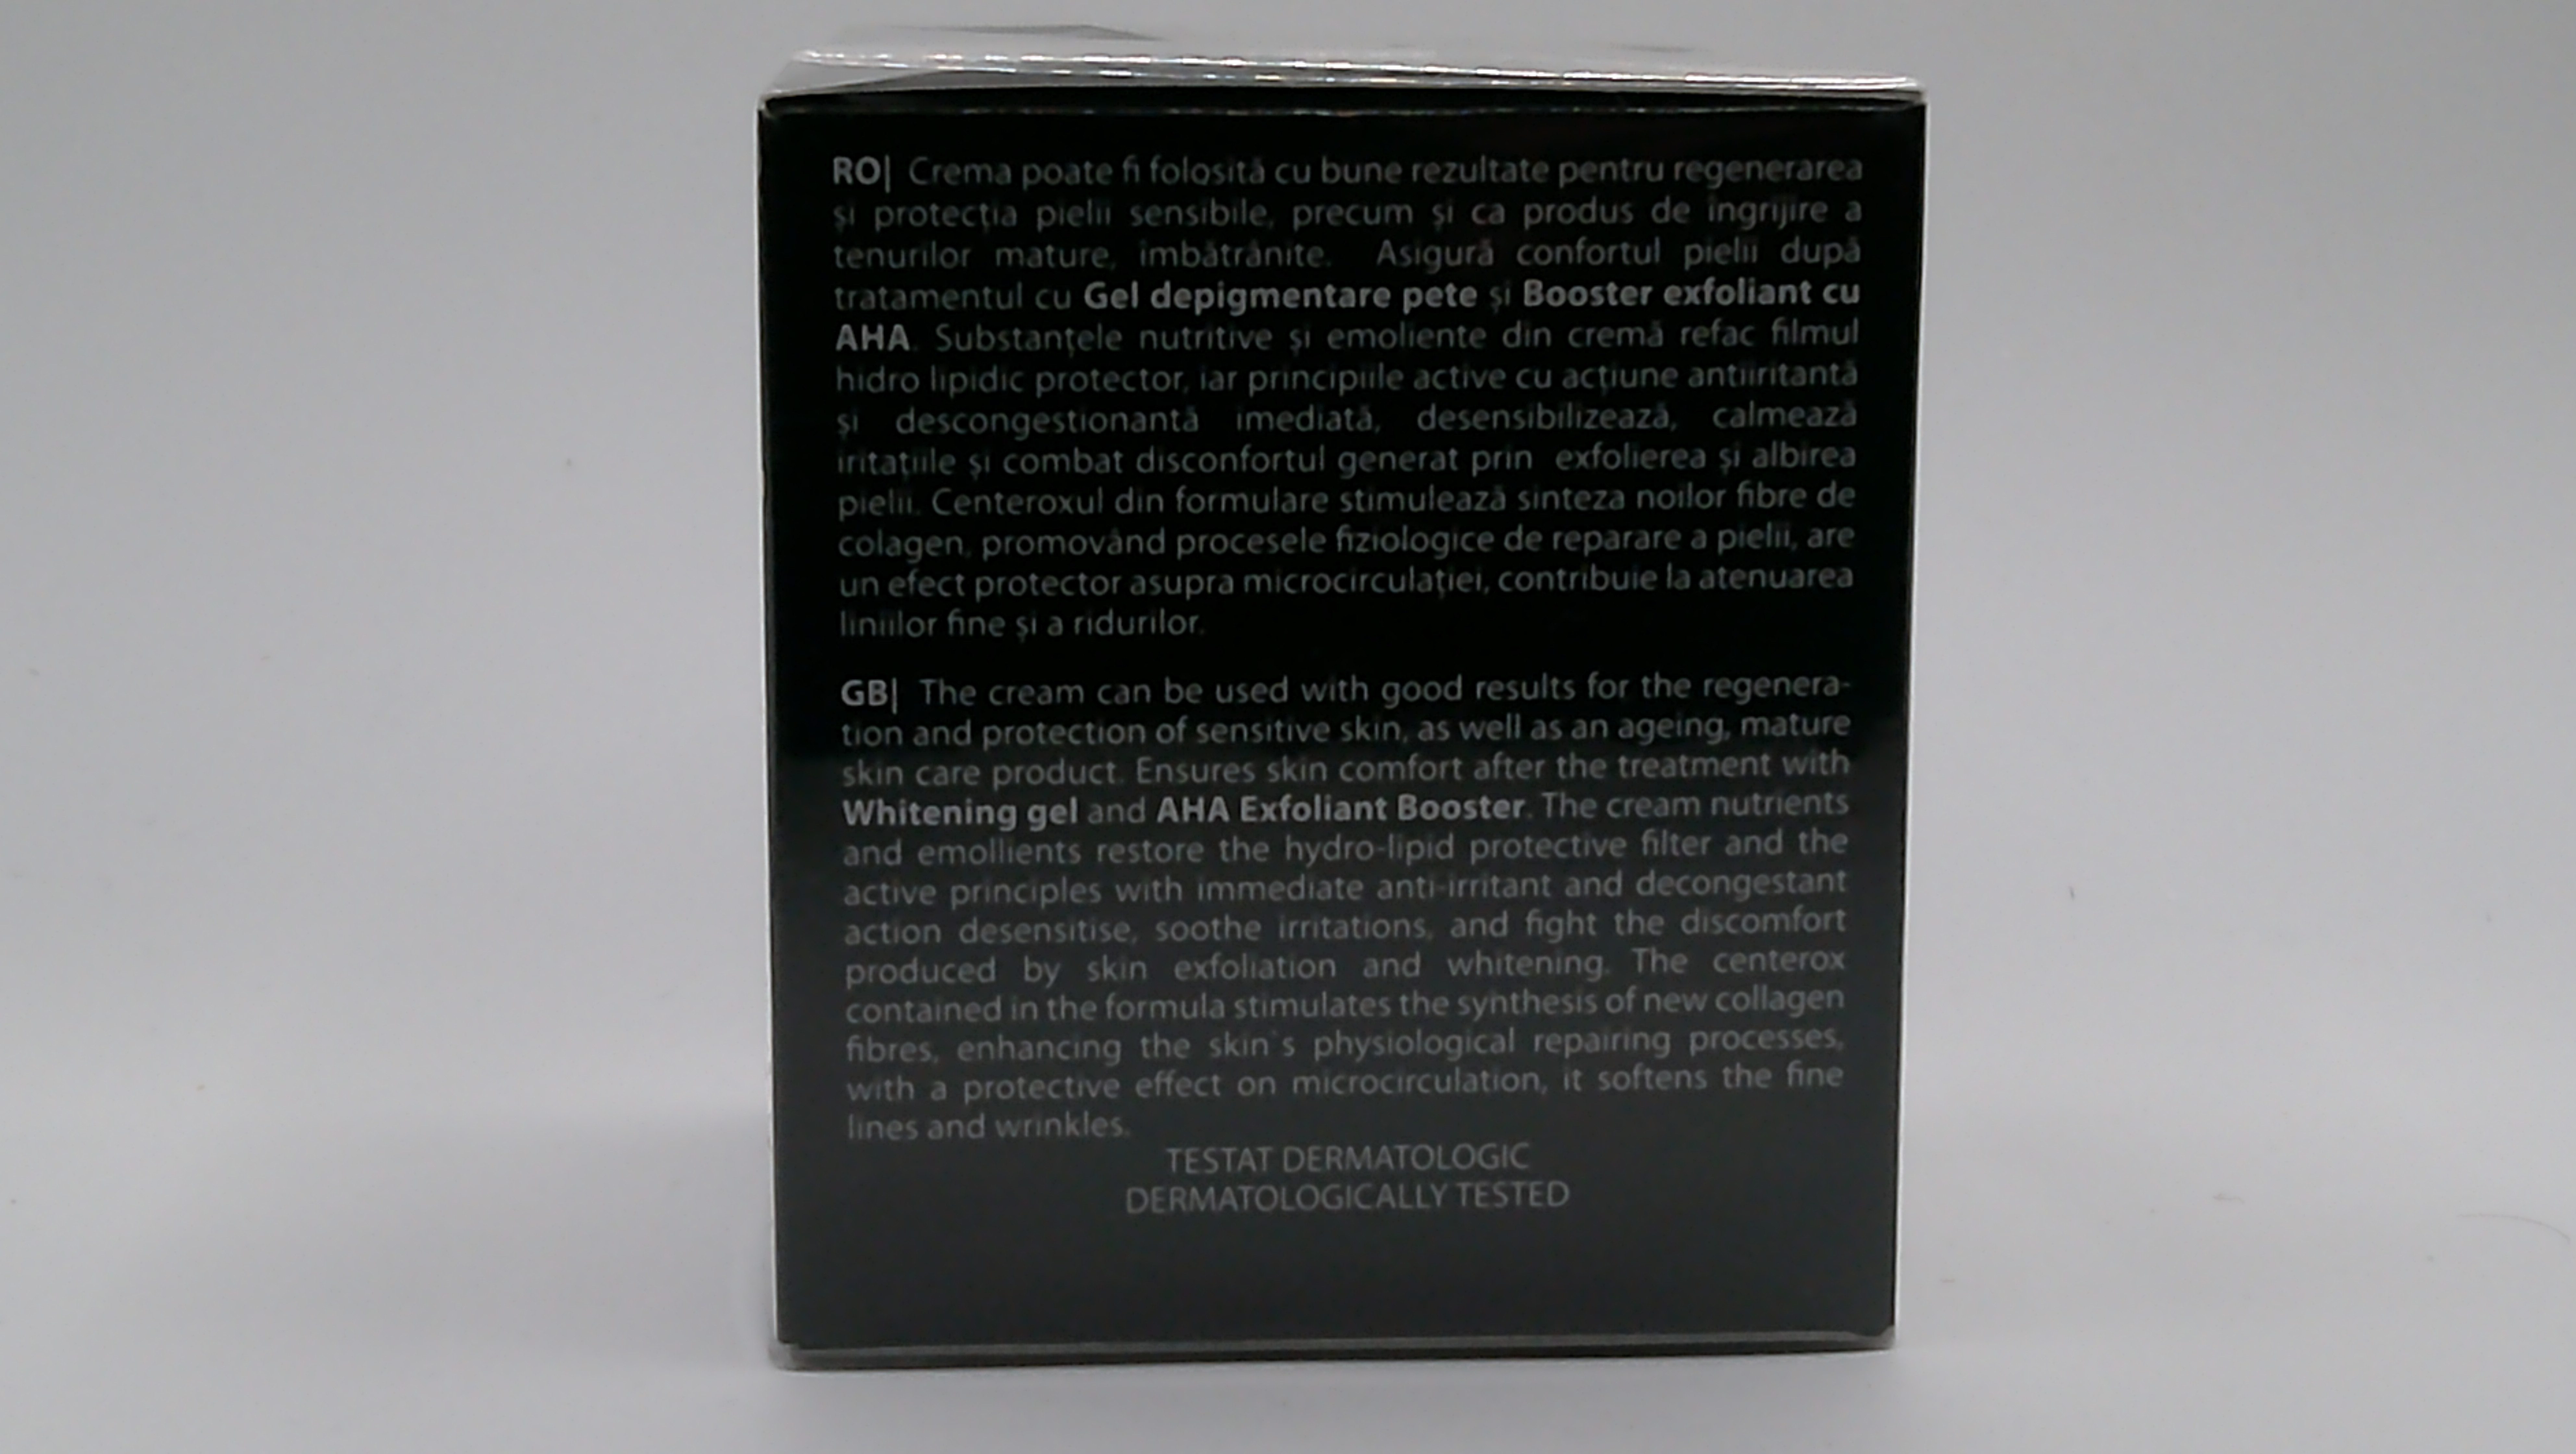 RO| Crema poate fi folosită cu bune rezultate pentru regenerarea
și protecția pielii sensibile, precum și ca produs de îngrijire a
tenurilor mature, îmbătrânite. Asigură confortul pielii după
tratamentul cu Gel depigmentare pete și Booster exfoliant cu
AHA. Substanțele nutritive și emoliente din cremă refac filmul
hidro lipidic protector, iar principiile active cu acțiune antiiritantă
și descongestionantă imediată, desensibilizează, calmează
iritațiile și combat disconfortul generat prin exfolierea și albirea
pielii. Centeroxul din formulare stimulează sinteza noilor fibre de
colagen, promovând procesele fiziologice de reparare a pielii, are
un efect protector asupra microcirculației, contribuie la atenuarea
liniilor fine și a ridurilor.
GB| The cream can be used with good results for the regenera-
tion and protection of sensitive skin, as well as an ageing, mature
skin care product. Ensures skin comfort after the treatment with
Whitening gel and AHA Exfoliant Booster. The cream nutrients
and emollients restore the hydro-lipid protective filter and the
active principles with immediate anti-irritant and decongestant
action desensitise, soothe irritations, and fight the discomfort
produced by skin exfoliation and whitening. The centerox
contained in the formula stimulates the synthesis of new collagen
fibres, enhancing the skin`s physiological repairing processes,
with a protective effect on microcirculation, it softens the fine
lines and wrinkles.
TESTAT DERMATOLOGIC
DERMATOLOGICALLY TESTED